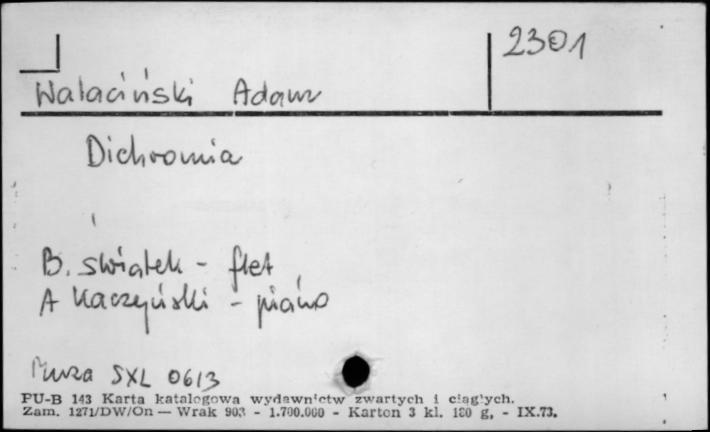 2301
Walaciński Adam
Dichromia
B. Świątek - flet
A Kaczyński - piano
Muza SXL 0613
PU-B 143 Karta katalogowa wydawnictw zwartych i ciągłych.
Zam. 1271/DW/On — Wrak 903 - 1.700.000 - Karton 3 kl. 180 g, - IX.73.